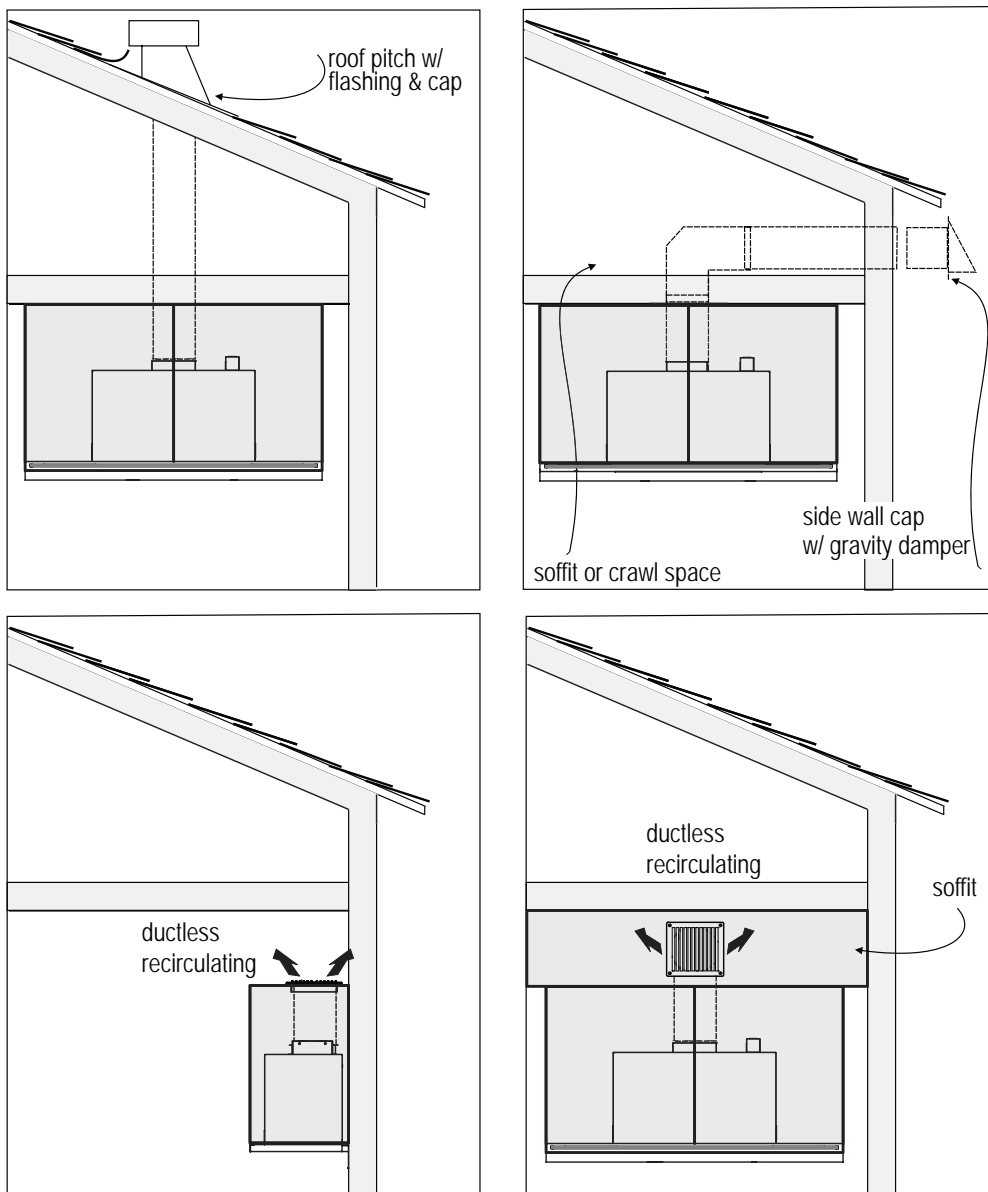 roof pitch w/
flashing & cap
side wall cap
w/ gravity damper
soffit or crawl space
ductless
recirculating
ductless
recirculating
soffit